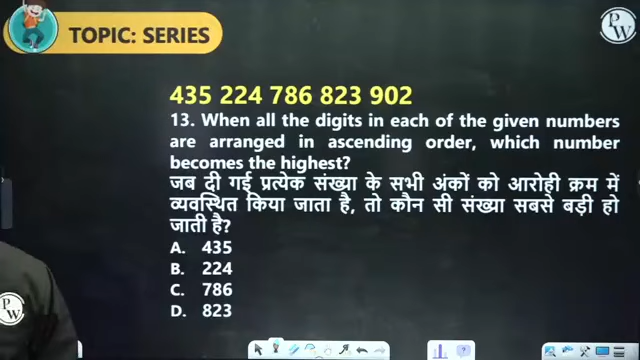 TOPIC: SERIES
PW
435 224 786 823 902
13. When all the digits in each of the given numbers
are arranged in ascending order, which number
becomes the highest?
जब दी गई प्रत्येक संख्या के सभी अंकों को आरोही क्रम में
व्यवस्थित किया जाता है, तो कौन सी संख्या सबसे बड़ी हो
जाती है?
A. 435
B. 224
C. 786
D. 823
PW